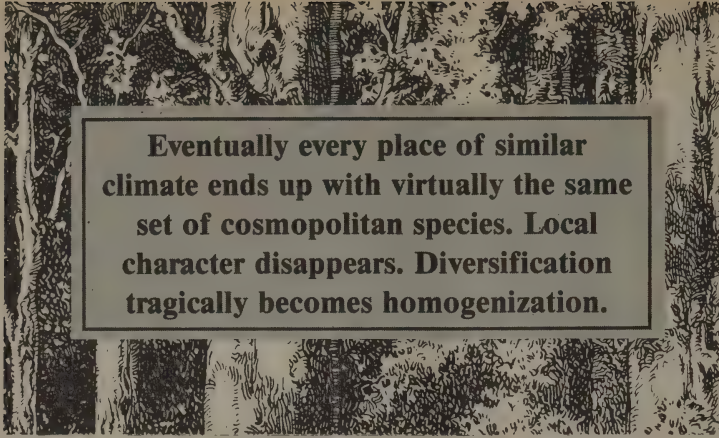 Eventually every place of similar
climate ends up with virtually the same
set of cosmopolitan species. Local
character disappears. Diversification
tragically becomes homogenization.